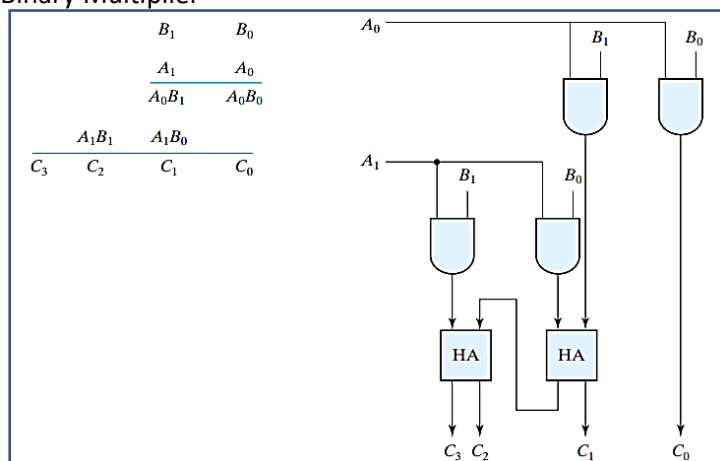 Binary Multiplier
B₁ B₀
A₁ A₀
A₀B₁ A₀B₀
A₁B₁ A₁B₀
C₃ C₂ C₁ C₀
A₀
B₁ B₀
A₁
B₁ B₀
HA HA
C₃ C₂ C₁ C₀